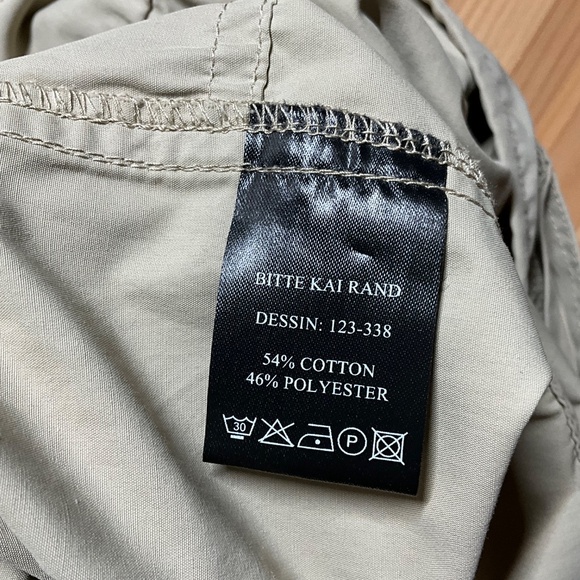 BITTE KAI RAND
DESSIN: 123-338
54% COTTON
46% POLYESTER
30 P